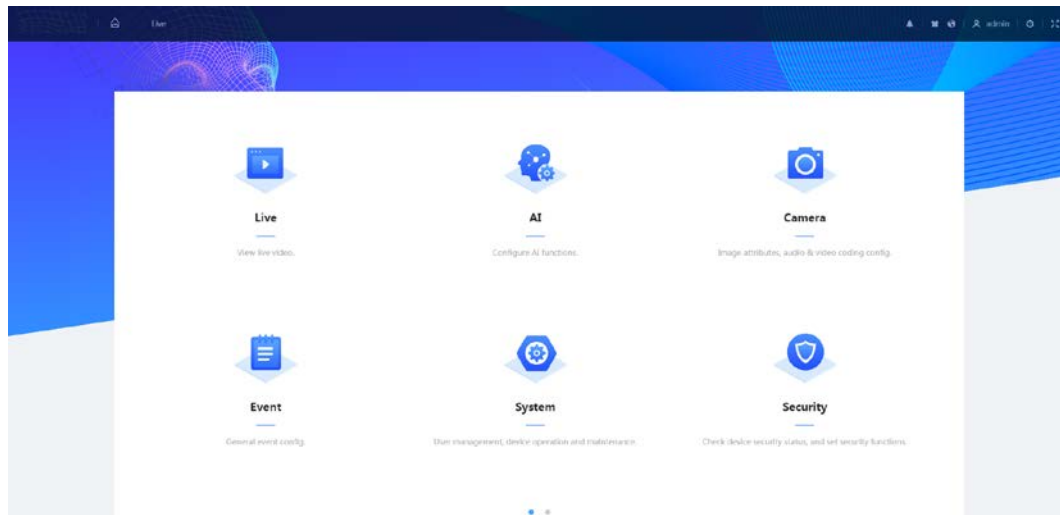 Live
admin
Live
AI
Camera
View live video.
Configure AI functions.
Image attributes, audio & video coding config.
Event
System
Security
General event config.
User management, device operation and maintenance
Check device security status, and set security functions